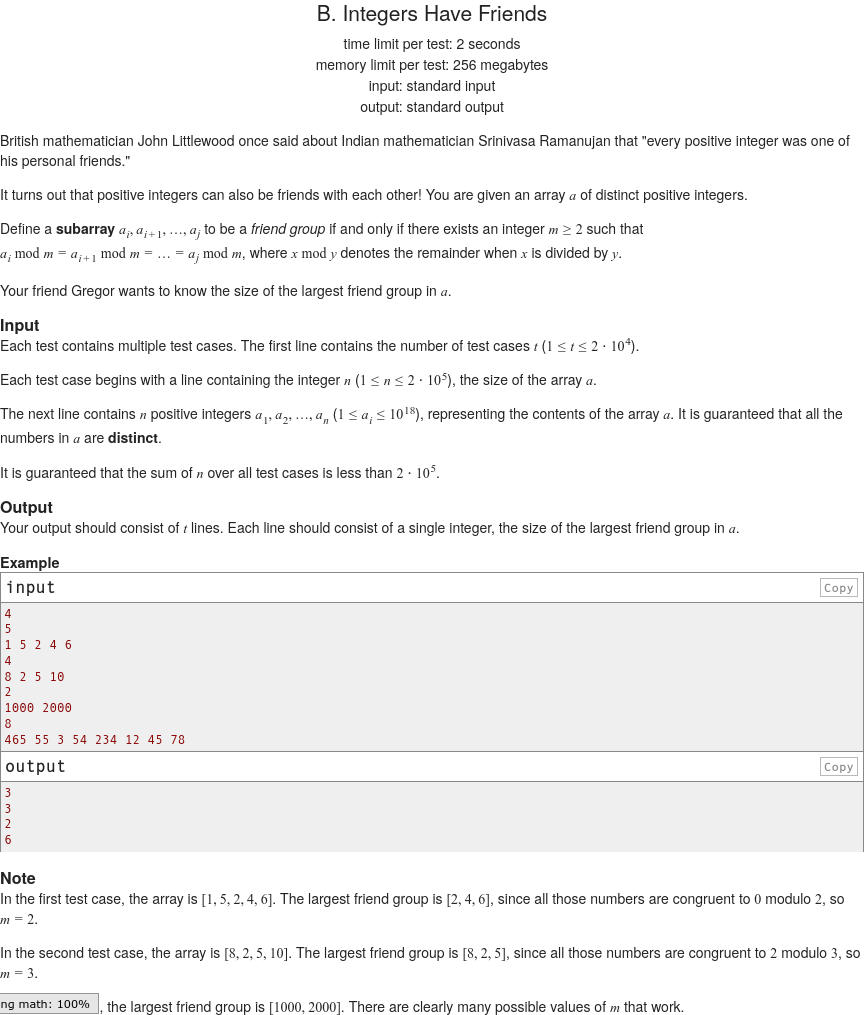 B. Integers Have Friends
time limit per test: 2 seconds
memory limit per test: 256 megabytes
input: standard input
output: standard output
British mathematician John Littlewood once said about Indian mathematician Srinivasa Ramanujan that "every positive integer was one of
his personal friends."
It turns out that positive integers can also be friends with each other! You are given an array a of distinct positive integers.
Define a subarray a_i, a_{i+1}, …, a_j to be a friend group if and only if there exists an integer m ≥ 2 such that
a_i mod m = a_{i+1} mod m = … = a_j mod m, where x mod y denotes the remainder when x is divided by y.
Your friend Gregor wants to know the size of the largest friend group in a.
Input
Each test contains multiple test cases. The first line contains the number of test cases t (1 ≤ t ≤ 2 · 10^4).
Each test case begins with a line containing the integer n (1 ≤ n ≤ 2 · 10^5), the size of the array a.
The next line contains n positive integers a_1, a_2, …, a_n (1 ≤ a_i ≤ 10^{18}), representing the contents of the array a. It is guaranteed that all the
numbers in a are distinct.
It is guaranteed that the sum of n over all test cases is less than 2 · 10^5.
Output
Your output should consist of t lines. Each line should consist of a single integer, the size of the largest friend group in a.
Example
input Copy
4
5
1 5 2 4 6
4
8 2 5 10
2
1000 2000
8
465 55 3 54 234 12 45 78
output Copy
3
3
2
6
Note
In the first test case, the array is [1, 5, 2, 4, 6]. The largest friend group is [2, 4, 6], since all those numbers are congruent to 0 modulo 2, so
m = 2.
In the second test case, the array is [8, 2, 5, 10]. The largest friend group is [8, 2, 5], since all those numbers are congruent to 2 modulo 3, so
m = 3.
ng math: 100% , the largest friend group is [1000, 2000]. There are clearly many possible values of m that work.